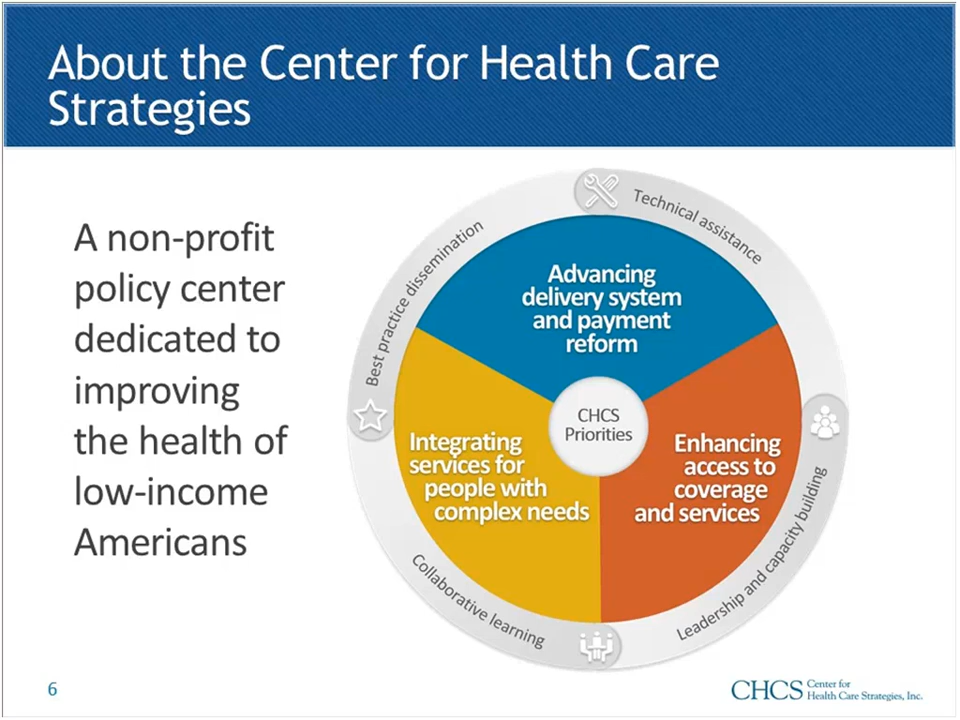 About the Center for Health Care
Strategies
A non-profit
policy center
dedicated to
improving
the health of
low-income
Americans
Technical assistance
Best practice dissemination
Advancing
delivery system
and payment
reform
CHCS
Priorities
Integrating
services for
people with
complex needs
Enhancing
access to
coverage
and services
Leadership and capacity building
Collaborative learning
6
CHCS Center for
Health Care Strategies, Inc.